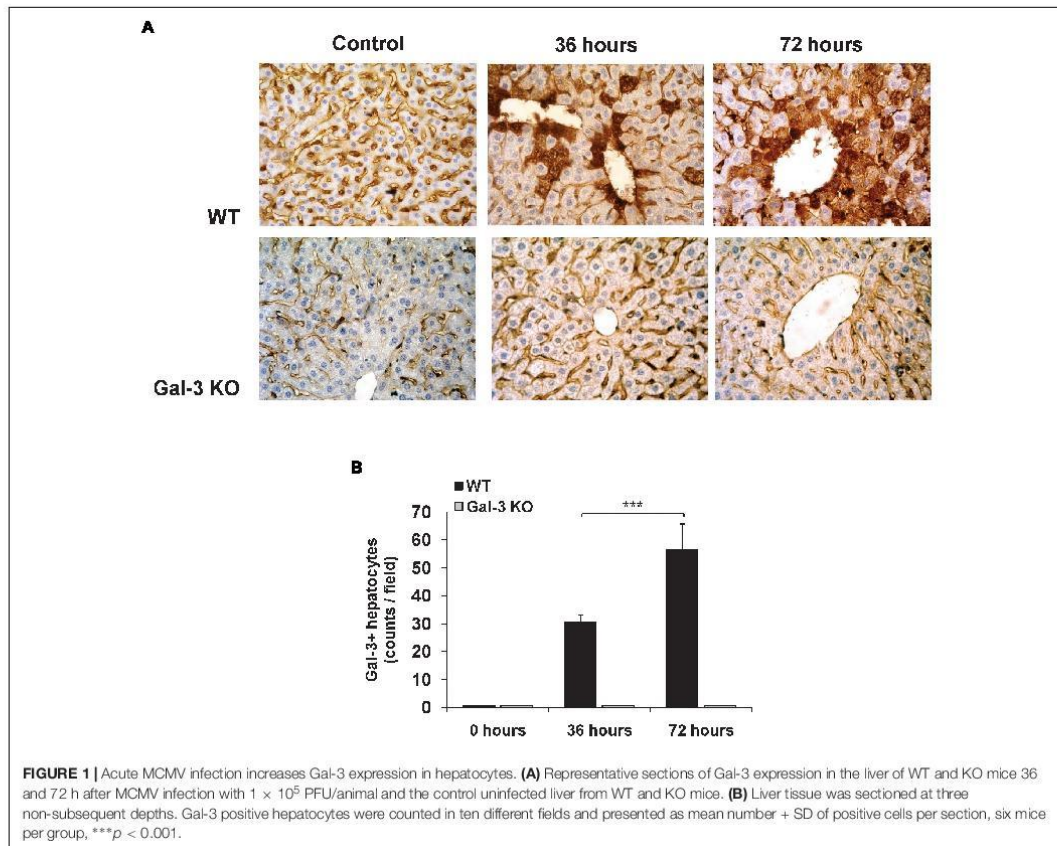 A
Control 36 hours 72 hours
WT
Gal-3 KO
B
WT
Gal-3 KO
***
70
60
50
40
30
20
10
0
Gal-3+ hepatocytes
(counts / field)
0 hours 36 hours 72 hours
FIGURE 1 | Acute MCMV infection increases Gal-3 expression in hepatocytes. (A) Representative sections of Gal-3 expression in the liver of WT and KO mice 36
and 72 h after MCMV infection with 1 × 10⁵ PFU/animal and the control uninfected liver from WT and KO mice. (B) Liver tissue was sectioned at three
non-subsequent depths. Gal-3 positive hepatocytes were counted in ten different fields and presented as mean number + SD of positive cells per section, six mice
per group, ***p < 0.001.